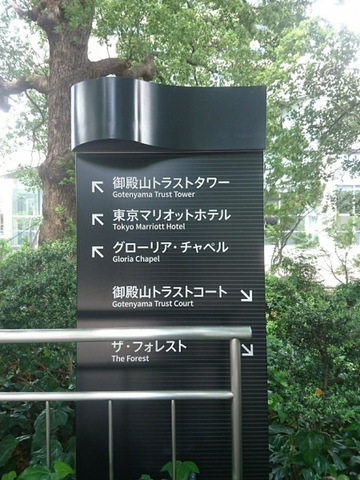 御殿山トラストタワー
Gotenyama Trust Tower
東京マリオットホテル
Tokyo Marriott Hotel
グローリア・チャペル
Gloria Chapel
御殿山トラストコート
Gotenyama Trust Court
ザ・フォレスト
The Forest